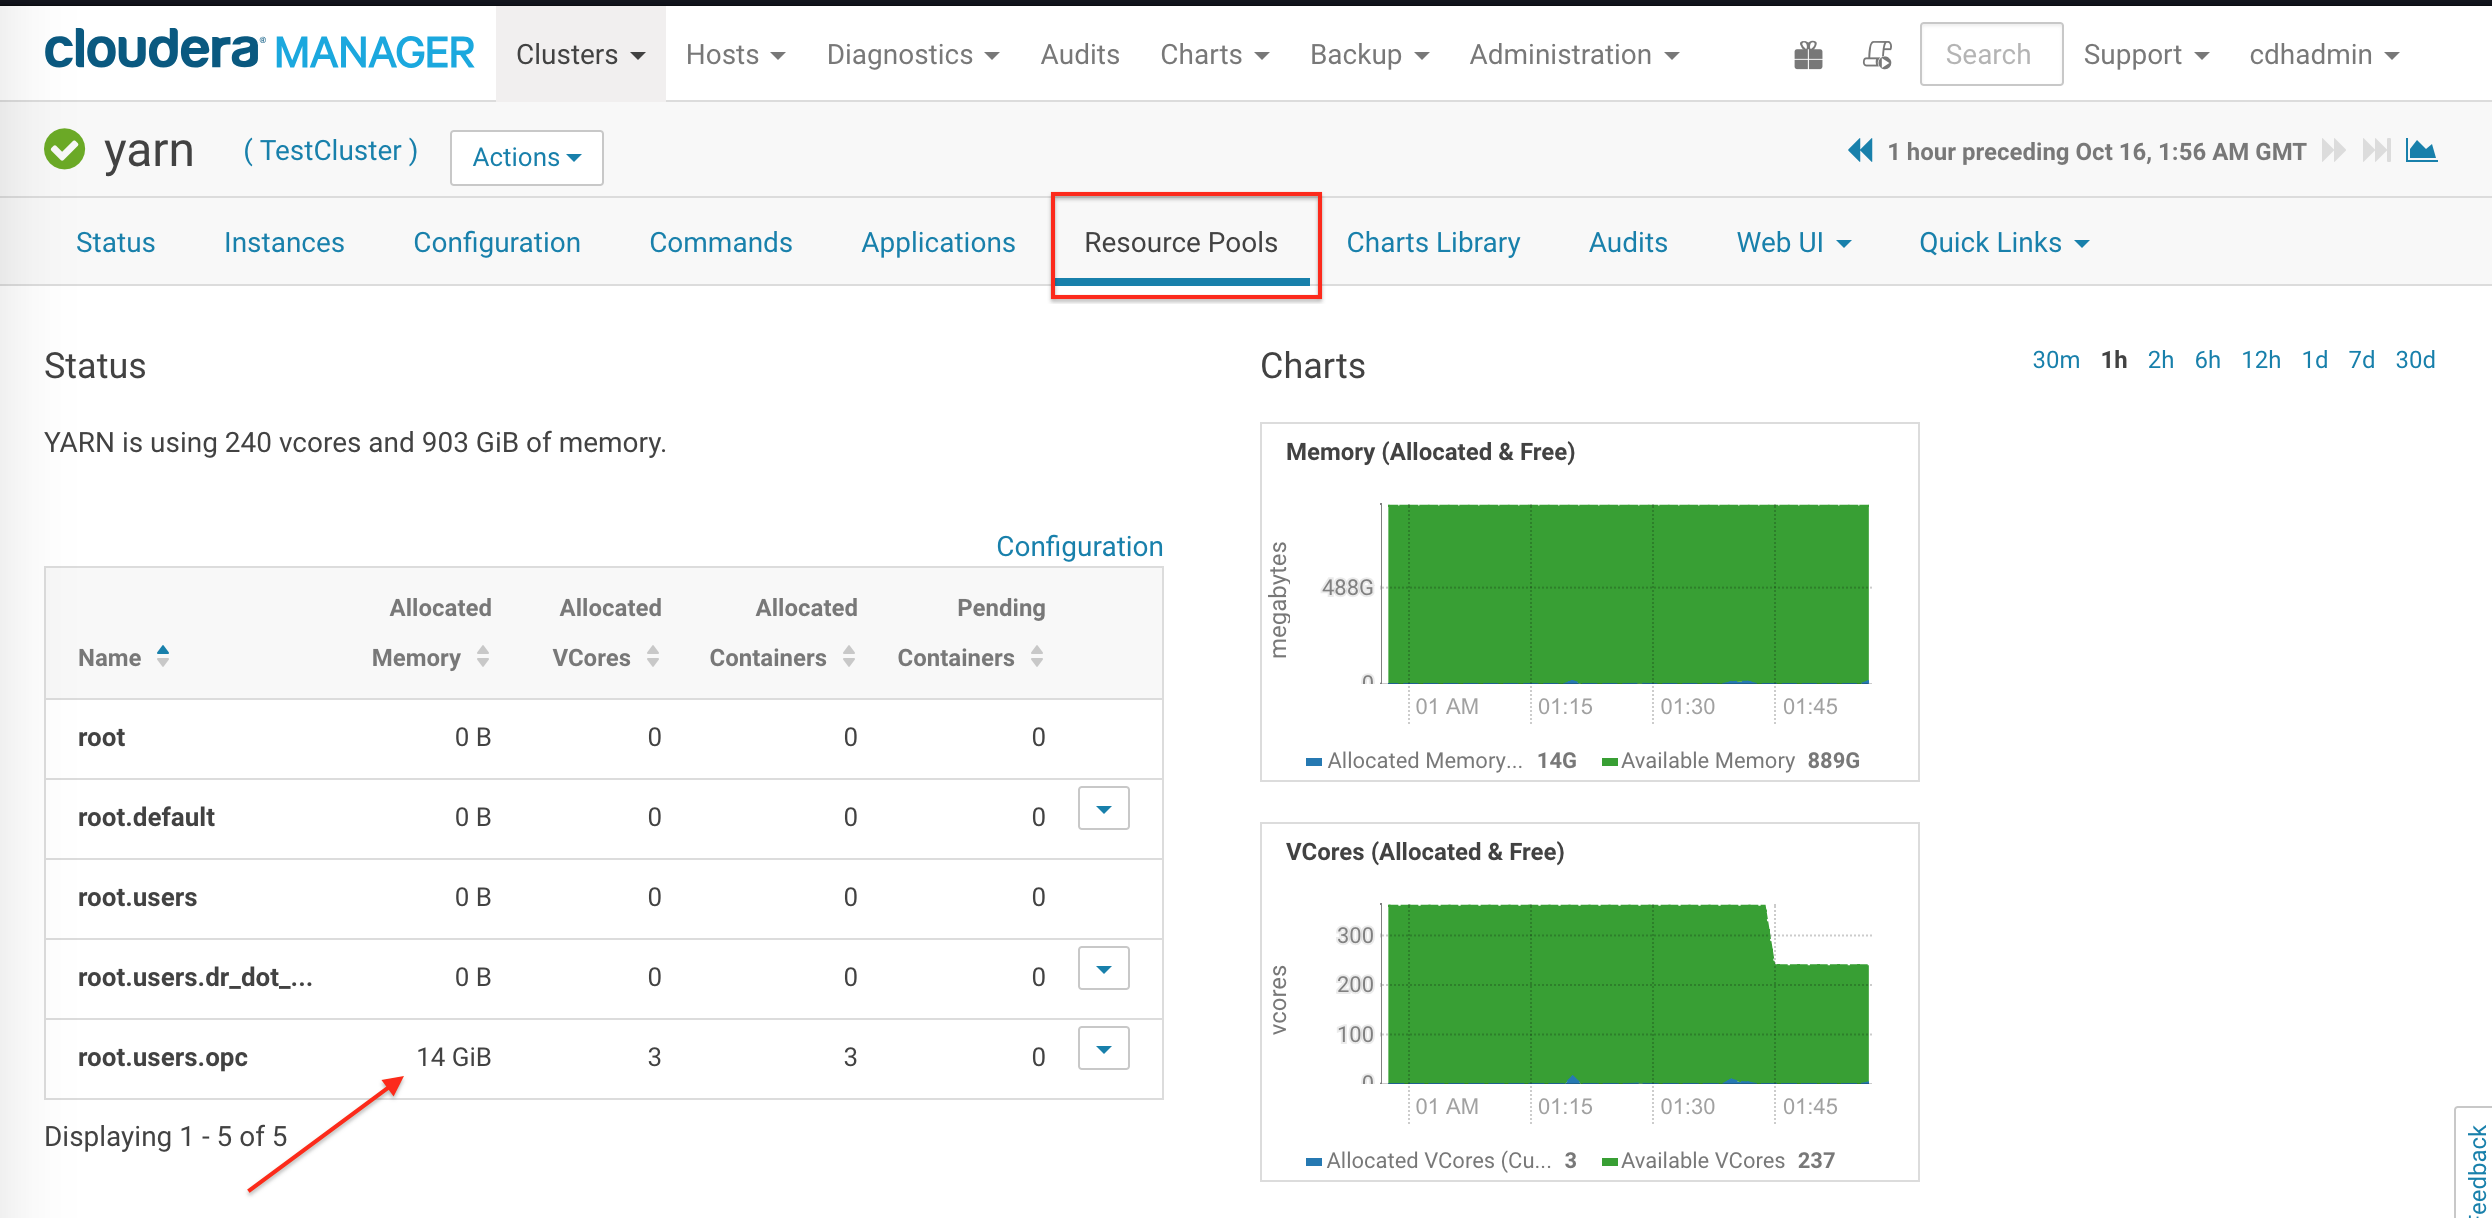 cloudera MANAGER Clusters Hosts Diagnostics Audits Charts Backup Administration Search Support cdhadmin
yarn ( TestCluster ) Actions 1 hour preceding Oct 16, 1:56 AM GMT
Status Instances Configuration Commands Applications Resource Pools Charts Library Audits Web UI Quick Links
Status
YARN is using 240 vcores and 903 GiB of memory.
Configuration
Name Allocated Memory Allocated VCores Allocated Containers Pending Containers
root 0 B 0 0 0
root.default 0 B 0 0 0
root.users 0 B 0 0 0
root.users.dr_dot_... 0 B 0 0 0
root.users.opc 14 GiB 3 3 0
Displaying 1 - 5 of 5
Charts
30m 1h 2h 6h 12h 1d 7d 30d
Memory (Allocated & Free)
megabytes
488G
0
01 AM 01:15 01:30 01:45
Allocated Memory... 14G Available Memory 889G
VCores (Allocated & Free)
vcores
300
200
100
0
01 AM 01:15 01:30 01:45
Allocated VCores (Cu... 3 Available VCores 237
Feedback